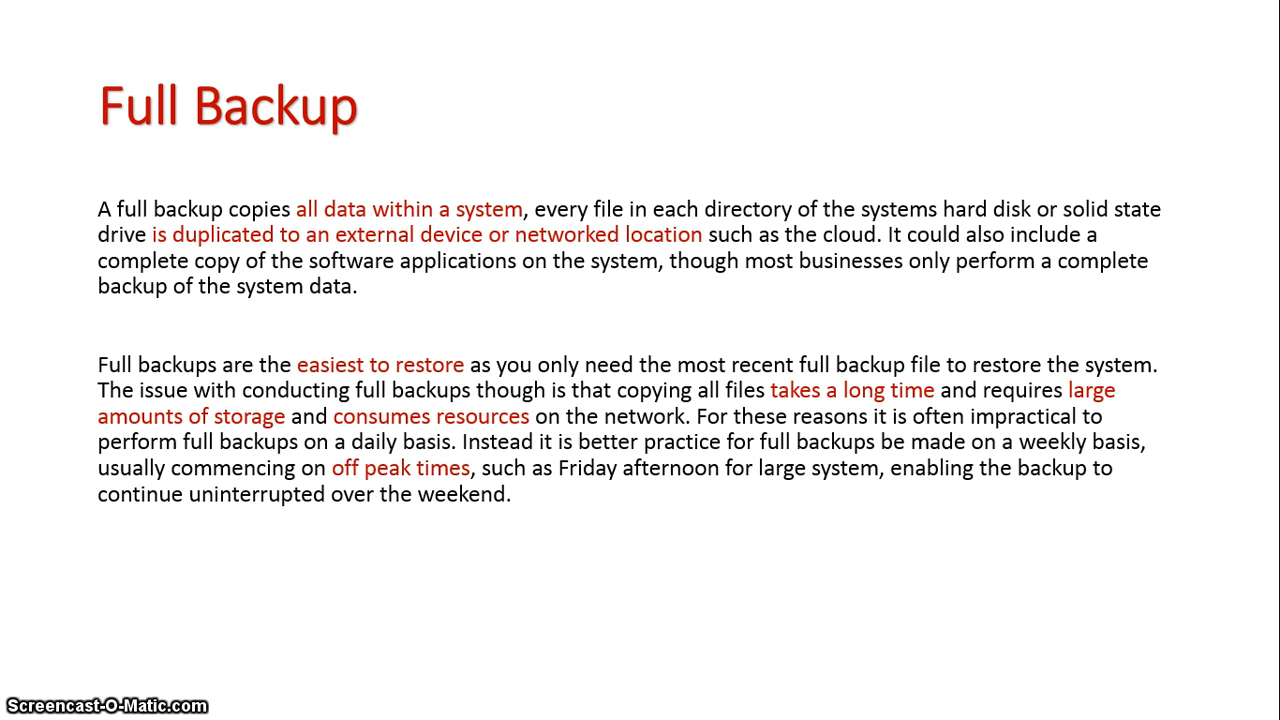 Full Backup
A full backup copies all data within a system, every file in each directory of the systems hard disk or solid state
drive is duplicated to an external device or networked location such as the cloud. It could also include a
complete copy of the software applications on the system, though most businesses only perform a complete
backup of the system data.
Full backups are the easiest to restore as you only need the most recent full backup file to restore the system.
The issue with conducting full backups though is that copying all files takes a long time and requires large
amounts of storage and consumes resources on the network. For these reasons it is often impractical to
perform full backups on a daily basis. Instead it is better practice for full backups be made on a weekly basis,
usually commencing on off peak times, such as Friday afternoon for large system, enabling the backup to
continue uninterrupted over the weekend.
Screencast-O-Matic.com